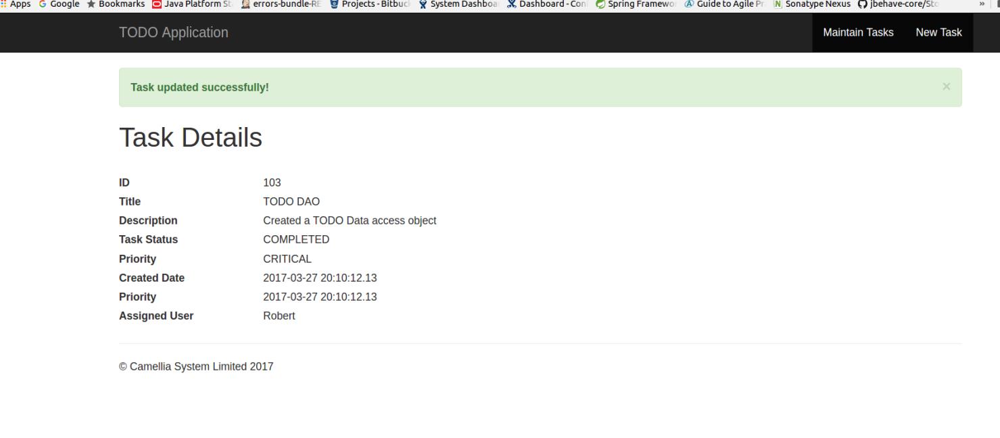 Apps Google Bookmarks Java Platform St errors-bundle-RE Projects - Bitbuck System Dashboa Dashboard - Con Spring Framewor Guide to Agile Pr Sonatype Nexus jbehave-core/Sto »
TODO Application Maintain Tasks New Task
Task updated successfully! ×
Task Details
ID 103
Title TODO DAO
Description Created a TODO Data access object
Task Status COMPLETED
Priority CRITICAL
Created Date 2017-03-27 20:10:12.13
Priority 2017-03-27 20:10:12.13
Assigned User Robert
© Camellia System Limited 2017